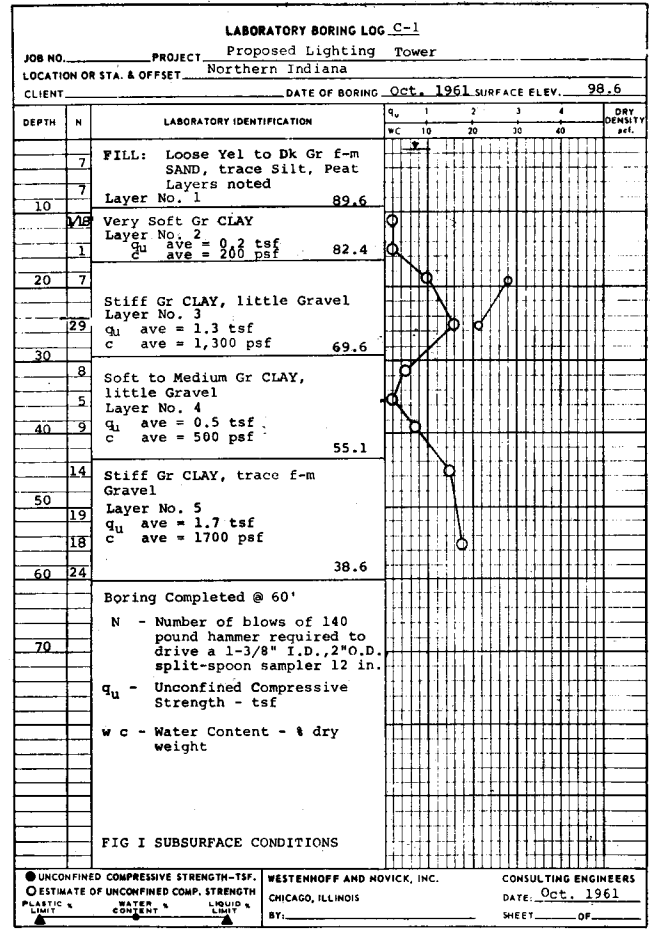 LABORATORY BORING LOG C-1
JOB NO. PROJECT Proposed Lighting Tower
LOCATION OR STA. & OFFSET Northern Indiana
CLIENT DATE OF BORING Oct. 1961 SURFACE ELEV. 98.6
DEPTH N LABORATORY IDENTIFICATION qu 1 2 3 4 DRY DENSITY pcf.
WC 10 20 30 40
7 FILL: Loose Yel to Dk Gr f-m
SAND, trace Silt, Peat
7 Layers noted
Layer No. 1 89.6
10
1/18 Very Soft Gr CLAY
Layer No. 2
qu ave = 0.2 tsf
1 c ave = 200 psf 82.4
20 7
Stiff Gr CLAY, little Gravel
Layer No. 3
29 qu ave = 1.3 tsf
c ave = 1,300 psf
69.6
30
8 Soft to Medium Gr CLAY,
little Gravel
5 Layer No. 4
qu ave = 0.5 tsf
40 9 c ave = 500 psf
55.1
14 Stiff Gr CLAY, trace f-m
Gravel
50
Layer No. 5
19 qu ave = 1.7 tsf
18 c ave = 1700 psf
38.6
60 24
Boring Completed @ 60'
N - Number of blows of 140
pound hammer required to
70 drive a 1-3/8" I.D.,2"O.D.
split-spoon sampler 12 in.
qu - Unconfined Compressive
Strength - tsf
w c - Water Content - % dry
weight
FIG I SUBSURFACE CONDITIONS
UNCONFINED COMPRESSIVE STRENGTH-TSF.
ESTIMATE OF UNCONFINED COMP. STRENGTH
PLASTIC % LIMIT WATER % CONTENT LIQUID % LIMIT
WESTENHOFF AND NOVICK, INC.
CHICAGO, ILLINOIS
BY:
CONSULTING ENGINEERS
DATE: Oct. 1961
SHEET OF